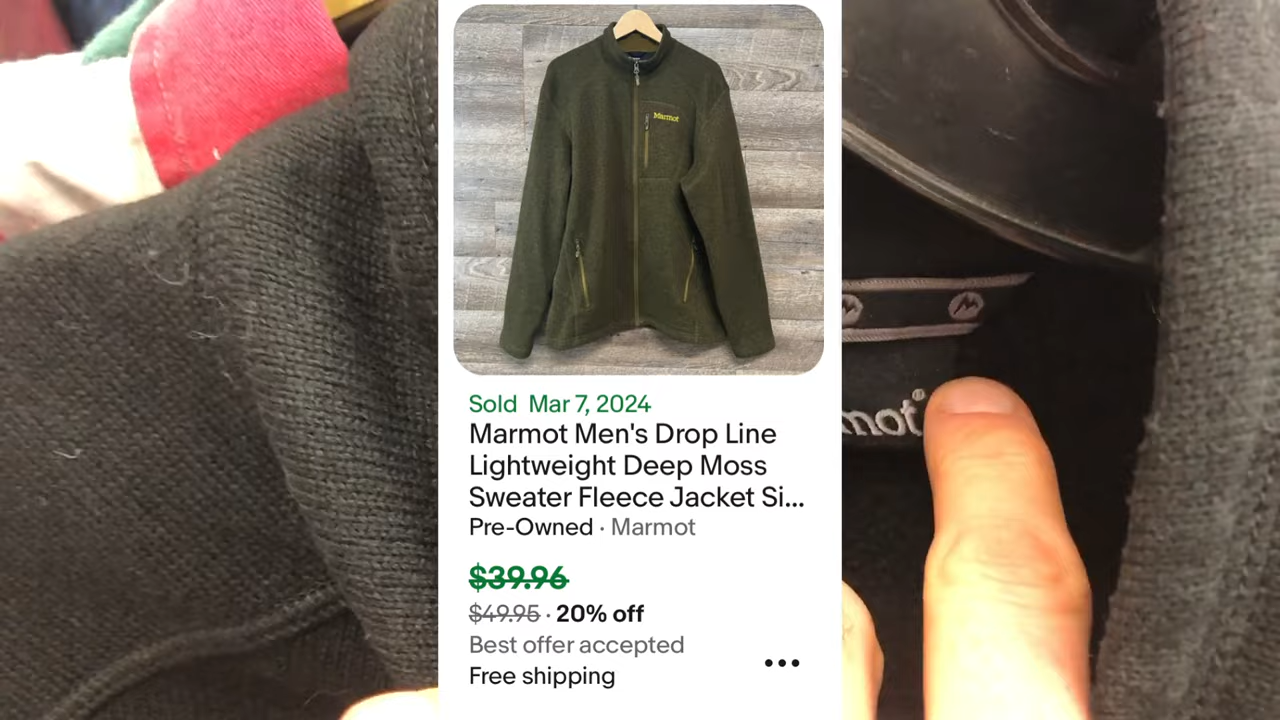 Marmot
Sold Mar 7, 2024
Marmot Men's Drop Line
Lightweight Deep Moss
Sweater Fleece Jacket Si...
Pre-Owned · Marmot
$39.96
$49.95 · 20% off
Best offer accepted
Free shipping
mot®